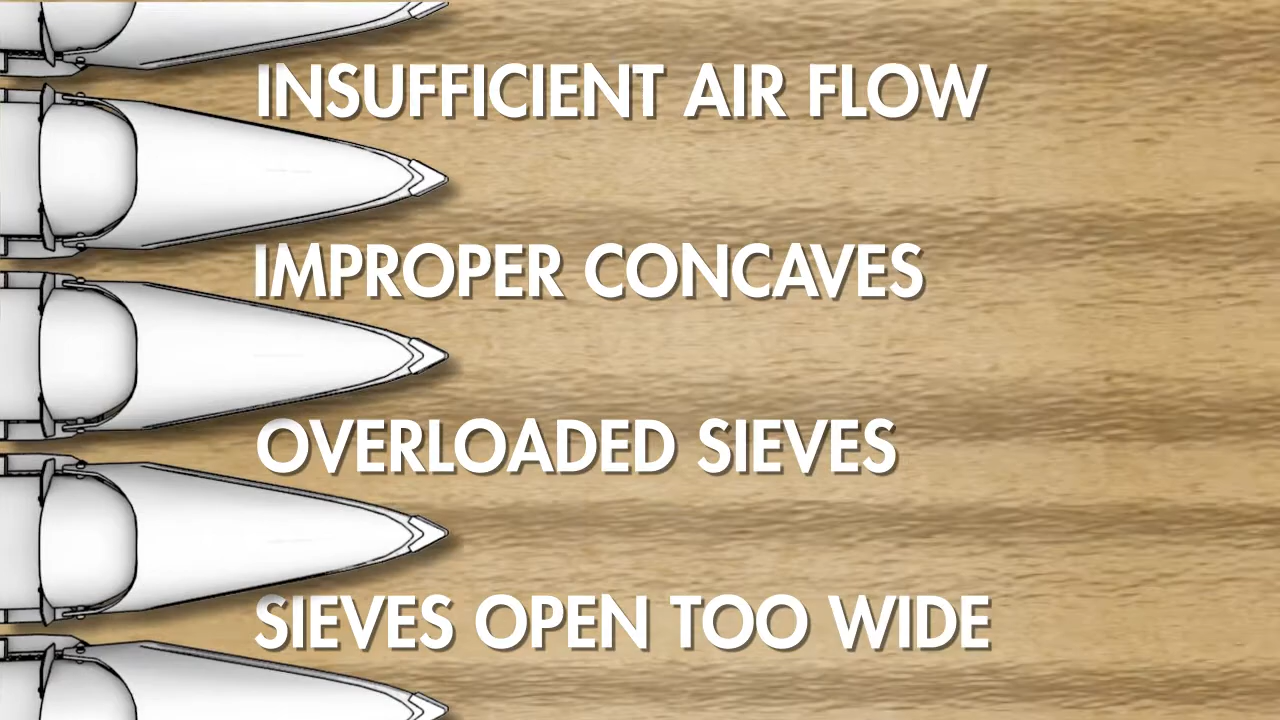 INSUFFICIENT AIR FLOW
IMPROPER CONCAVES
OVERLOADED SIEVES
SIEVES OPEN TOO WIDE